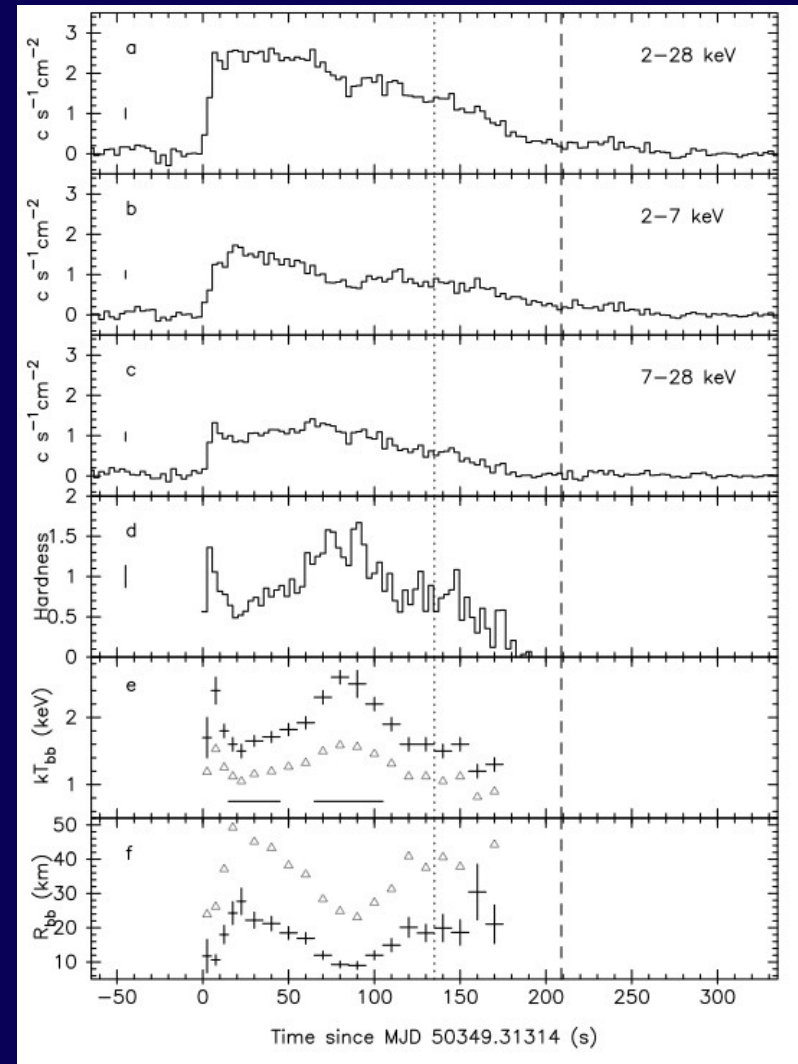 a
2−28 keV
c s⁻¹cm⁻²
3
2
1
0
b
2−7 keV
c s⁻¹cm⁻²
3
2
1
0
c
7−28 keV
c s⁻¹cm⁻²
3
2
1
0
d
Hardness
2
1.5
1
0.5
0
e
kT_bb (keV)
2
1
f
R_bb (km)
50
40
30
20
10
−50 0 50 100 150 200 250 300
Time since MJD 50349.31314 (s)